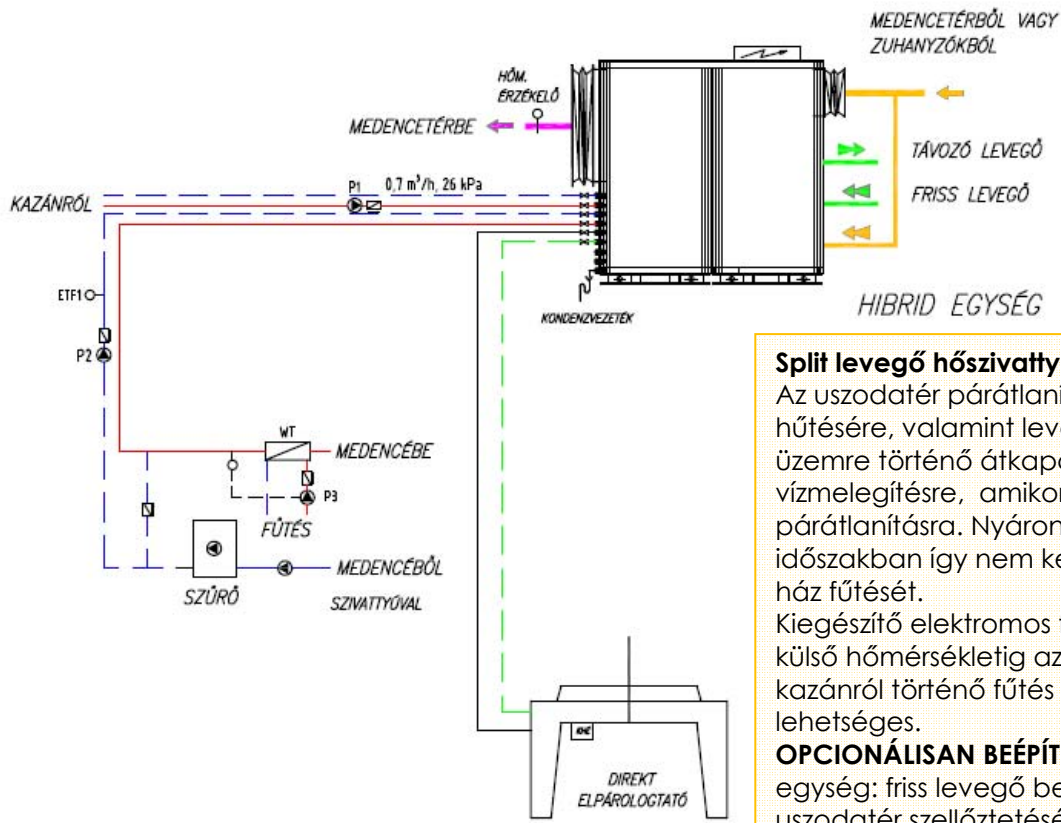 MEDENCETÉRBŐL VAGY
ZUHANYZÓKBÓL
HŐM.
ÉRZÉKELŐ
MEDENCETÉRBE
TÁVOZÓ LEVEGŐ
FRISS LEVEGŐ
P1 0,7 m³/h, 26 kPa
KAZÁNRÓL
ETF1
P2
KONDENZVEZETÉK
HIBRID EGYSÉG
WT
MEDENCÉBE
P3
FŰTÉS
MEDENCÉBŐL
SZŰRŐ
SZIVATTYÚVAL
KHE
DIREKT
ELPÁROLOGTATÓ
Split levegő hőszivatty
Az uszodatér párátlani
hűtésére, valamint lev
üzemre történő átkap
vízmelegítésre, amikor
párátlanításra. Nyáron
időszakban így nem ke
ház fűtését.
Kiegészítő elektromos f
külső hőmérsékletig az
kazánról történő fűtés
lehetséges.
OPCIONÁLISAN BEÉPÍT
egység: friss levegő be
uszodatér szellőztetésé